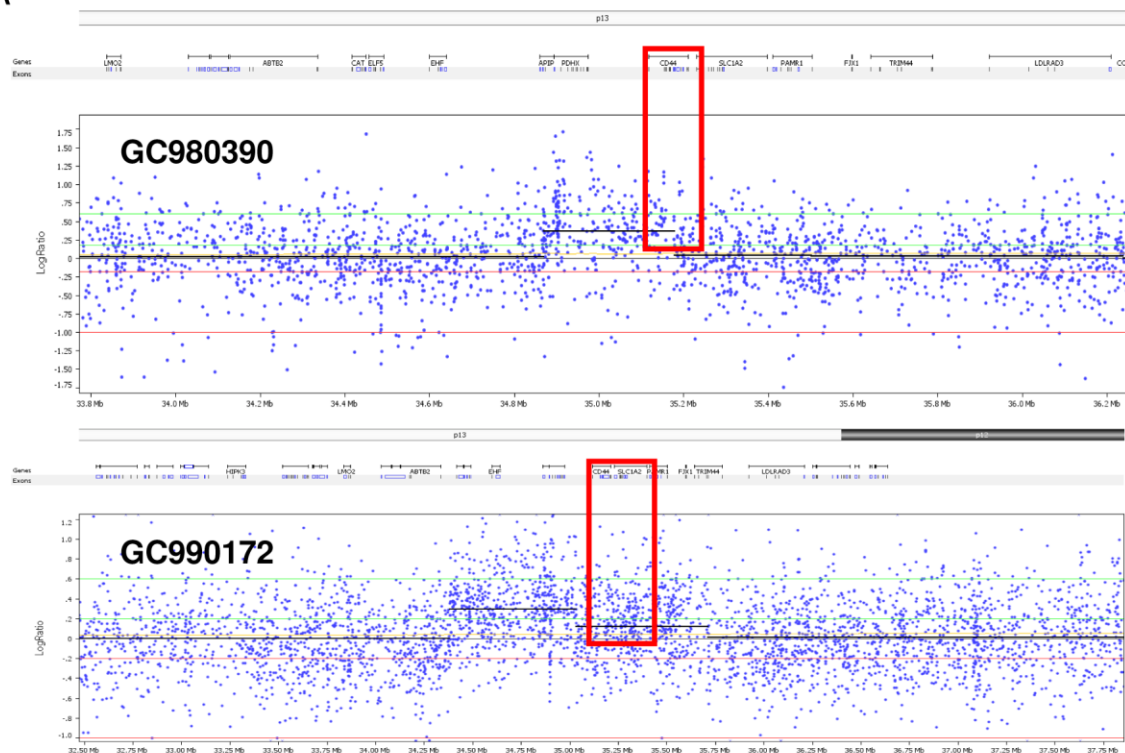 p13
Genes
LMO2 ABTB2 CAT ELF5 EHF APIP PDHX CD44 SLC1A2 PAMR1 FJX1 TRIM44 LDLRAD3
Exons
GC980390
LogRatio
1.75
1.50
1.25
1.00
.75
.50
.25
0
-.25
-.50
-.75
-1.00
-1.25
-1.50
-1.75
33.8 Mb 34.0 Mb 34.2 Mb 34.4 Mb 34.6 Mb 34.8 Mb 35.0 Mb 35.2 Mb 35.4 Mb 35.6 Mb 35.8 Mb 36.0 Mb 36.2 Mb
p13 p12
Genes
HIPK3 LMO2 ABTB2 EHF CD44 SLC1A2 PAMR1 FJX1 TRIM44 LDLRAD3
Exons
GC990172
LogRatio
1.2
1.0
.8
.6
.4
.2
0
-.2
-.4
-.6
-.8
-1.0
32.50 Mb 32.75 Mb 33.00 Mb 33.25 Mb 33.50 Mb 33.75 Mb 34.00 Mb 34.25 Mb 34.50 Mb 34.75 Mb 35.00 Mb 35.25 Mb 35.50 Mb 35.75 Mb 36.00 Mb 36.25 Mb 36.50 Mb 36.75 Mb 37.00 Mb 37.25 Mb 37.50 Mb 37.75 Mb